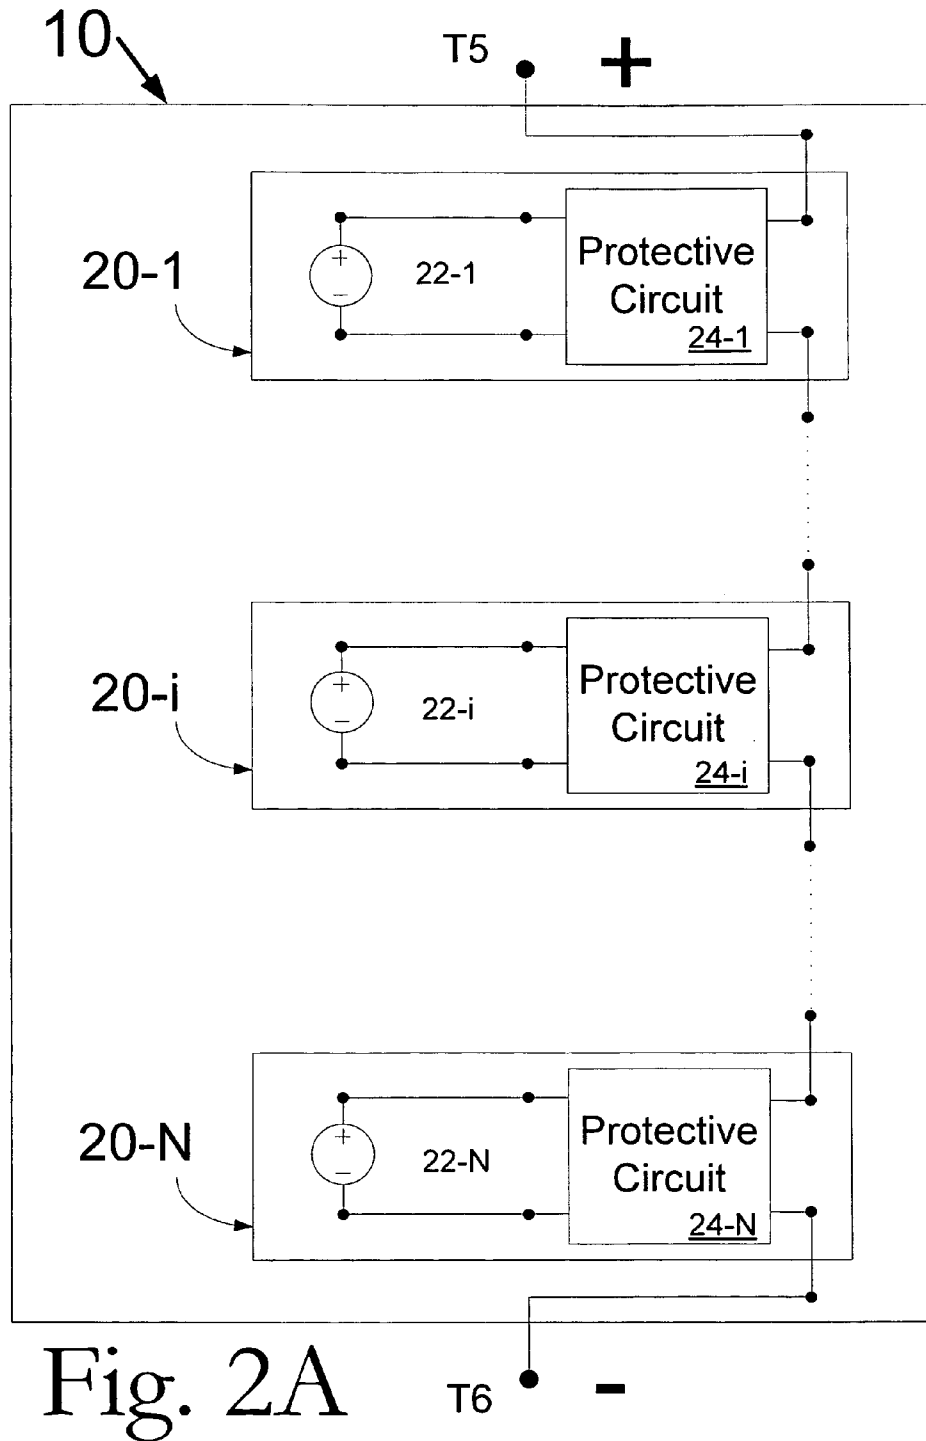 10
T5 +
20-1
+
-
22-1
Protective
Circuit
24-1
20-i
+
-
22-i
Protective
Circuit
24-i
20-N
+
-
22-N
Protective
Circuit
24-N
Fig. 2A
T6 -